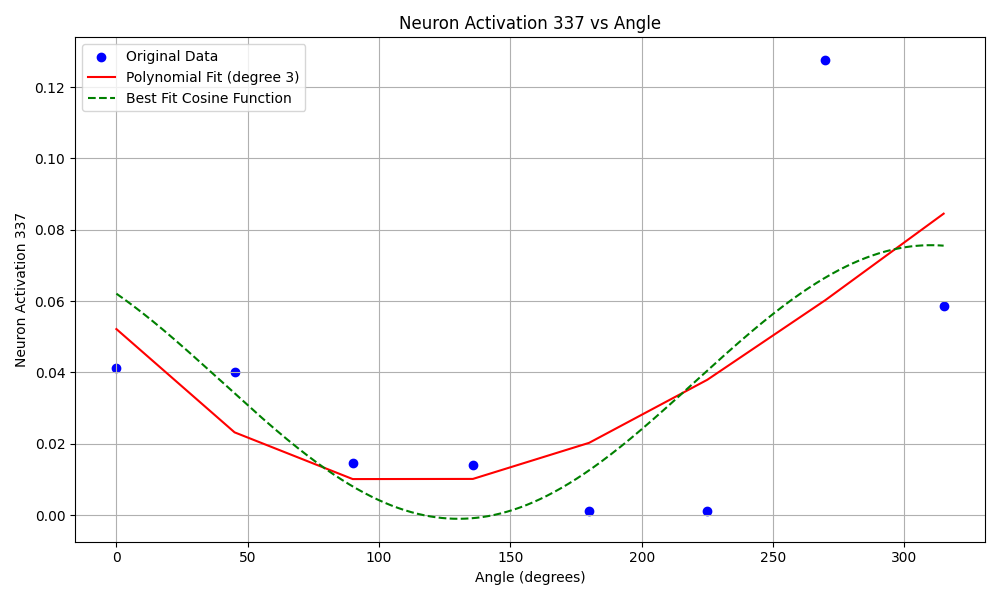 Neuron Activation 337 vs Angle
Original Data
Polynomial Fit (degree 3)
Best Fit Cosine Function
Neuron Activation 337
0.12
0.10
0.08
0.06
0.04
0.02
0.00
0 50 100 150 200 250 300
Angle (degrees)